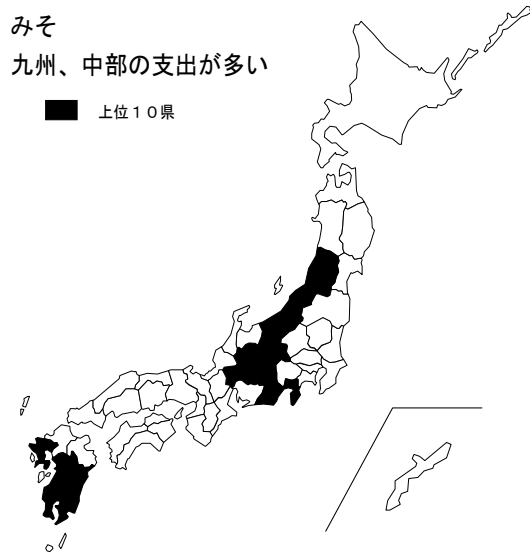 みそ
九州、中部の支出が多い
上位１０県